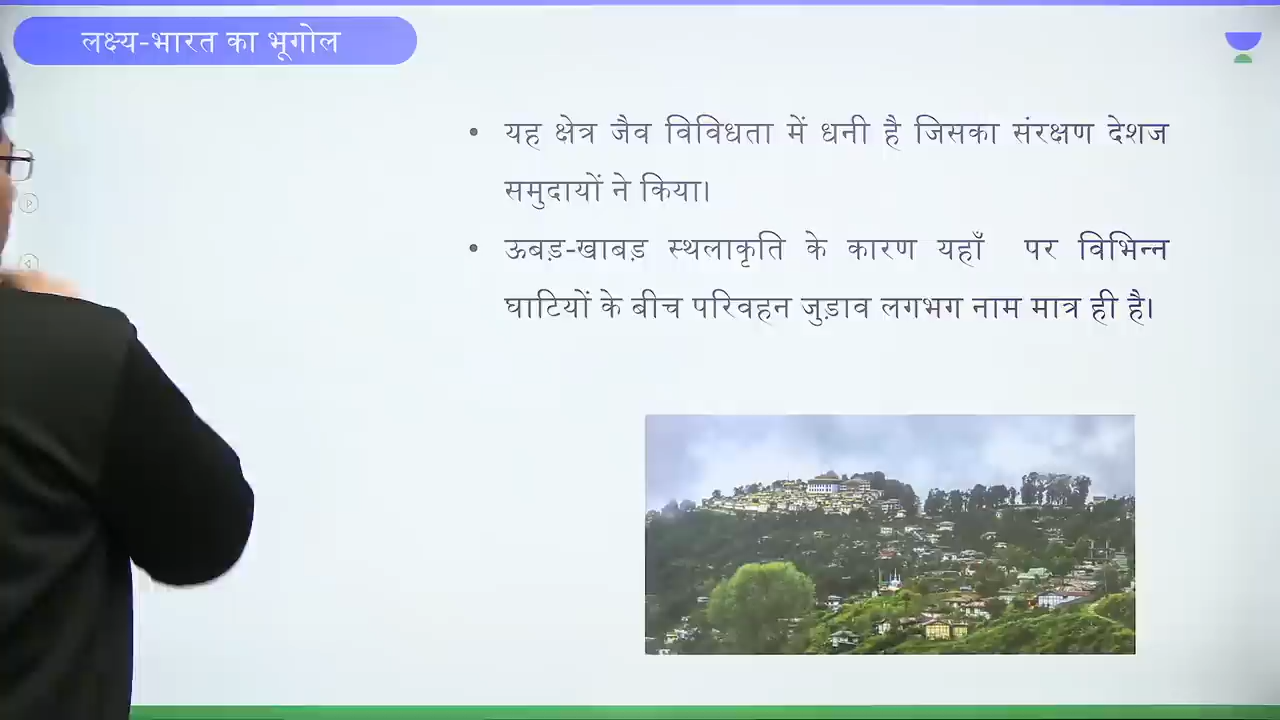 लक्ष्य-भारत का भूगोल
• यह क्षेत्र जैव विविधता में धनी है जिसका संरक्षण देशज
समुदायों ने किया।
• ऊबड़-खाबड़ स्थलाकृति के कारण यहाँ पर विभिन्न
घाटियों के बीच परिवहन जुड़ाव लगभग नाम मात्र ही है।
P